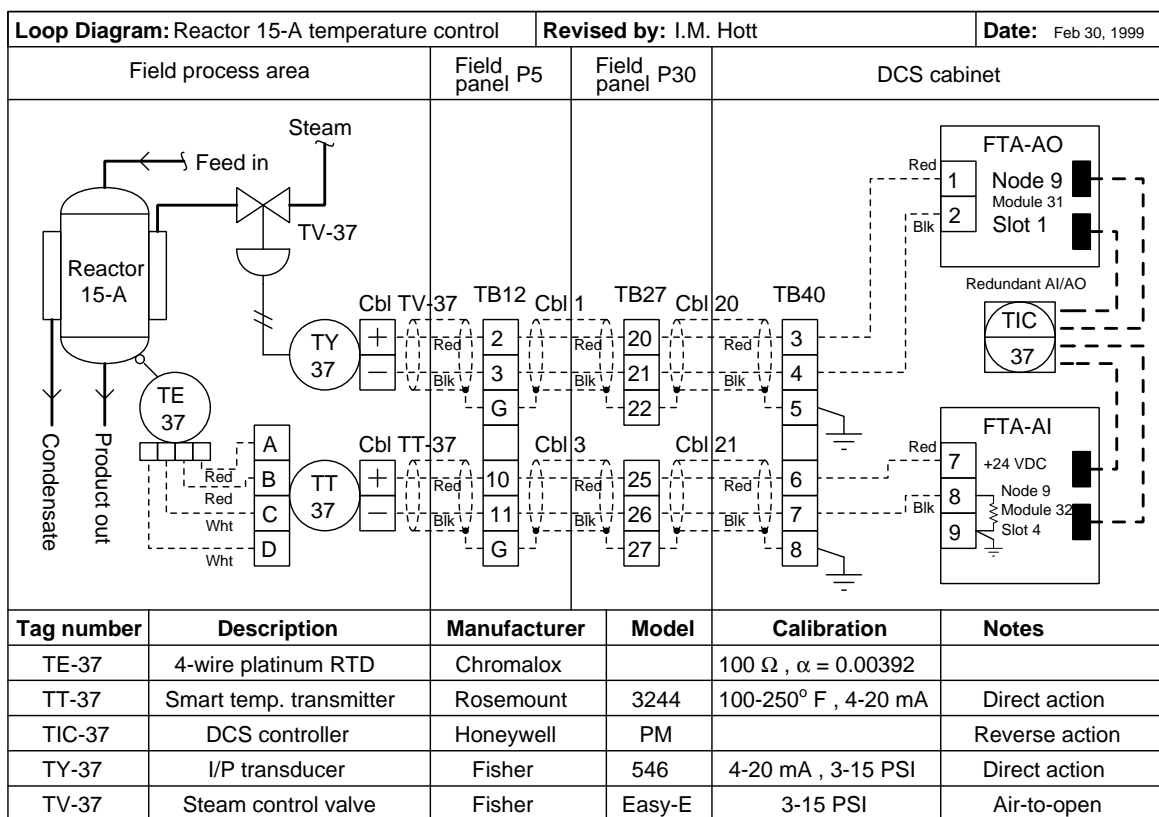 Loop Diagram: Reactor 15-A temperature control
Revised by: I.M. Hott
Date: Feb 30, 1999
Field process area
Field panel P5
Field panel P30
DCS cabinet
Steam
Feed in
TV-37
Reactor
15-A
TY
37
TE
37
Condensate
Product out
Red
Red
Wht
Wht
A
B
C
D
TT
37
Cbl TV-37
TB12
Cbl 1
TB27
Cbl 20
TB40
+
Red
2
Red
20
Red
3
−
Blk
3
Blk
21
Blk
4
G
22
5
Cbl TT-37
Cbl 3
Cbl 21
+
Red
10
Red
25
Red
6
−
Blk
11
Blk
26
Blk
7
G
27
8
FTA-AO
Red
1
Node 9
Module 31
Blk
2
Slot 1
Redundant AI/AO
TIC
37
FTA-AI
Red
7
+24 VDC
Blk
8
Node 9
Module 32
9
Slot 4
Tag number Description Manufacturer Model Calibration Notes
TE-37 4-wire platinum RTD Chromalox 100 Ω , α = 0.00392
TT-37 Smart temp. transmitter Rosemount 3244 100-250° F , 4-20 mA Direct action
TIC-37 DCS controller Honeywell PM Reverse action
TY-37 I/P transducer Fisher 546 4-20 mA , 3-15 PSI Direct action
TV-37 Steam control valve Fisher Easy-E 3-15 PSI Air-to-open